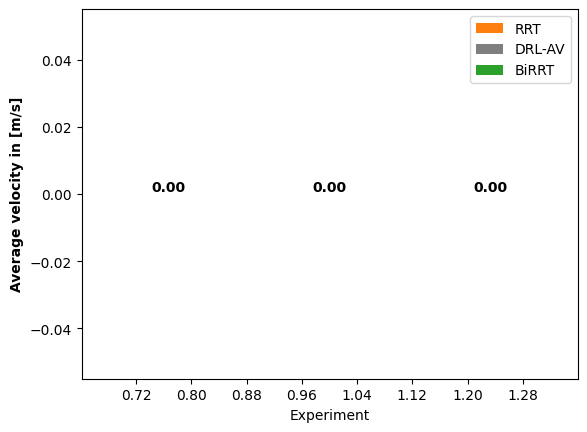 RRT
DRL-AV
BiRRT
0.04
0.02
0.00
−0.02
−0.04
Average velocity in [m/s]
0.00 0.00 0.00
0.72 0.80 0.88 0.96 1.04 1.12 1.20 1.28
Experiment